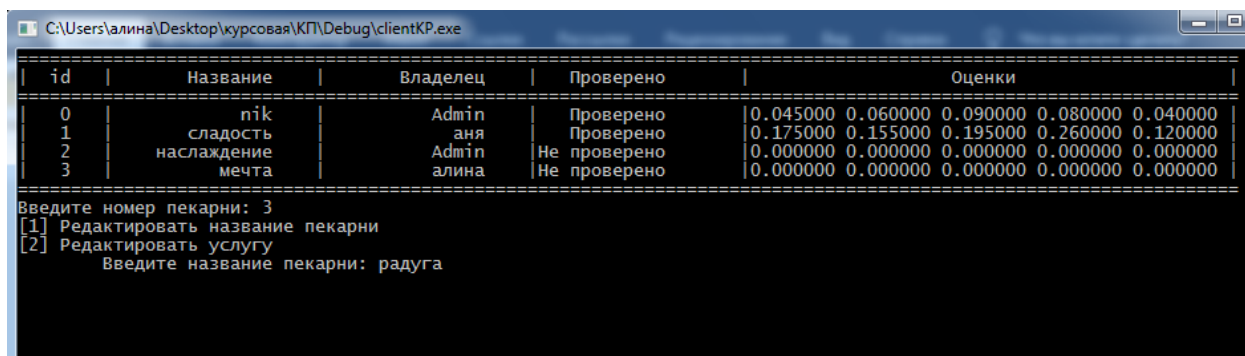 C:\Users\алина\Desktop\курсовая\КП\Debug\clientKP.exe
| id | Название | Владелец | Проверено | Оценки |
| 0 | nik | Admin | Проверено |0.045000 0.060000 0.090000 0.080000 0.040000 |
| 1 | сладость | аня | Проверено |0.175000 0.155000 0.195000 0.260000 0.120000 |
| 2 | наслаждение | Admin |Не проверено |0.000000 0.000000 0.000000 0.000000 0.000000 |
| 3 | мечта | алина |Не проверено |0.000000 0.000000 0.000000 0.000000 0.000000 |
Введите номер пекарни: 3
[1] Редактировать название пекарни
[2] Редактировать услугу
Введите название пекарни: радуга